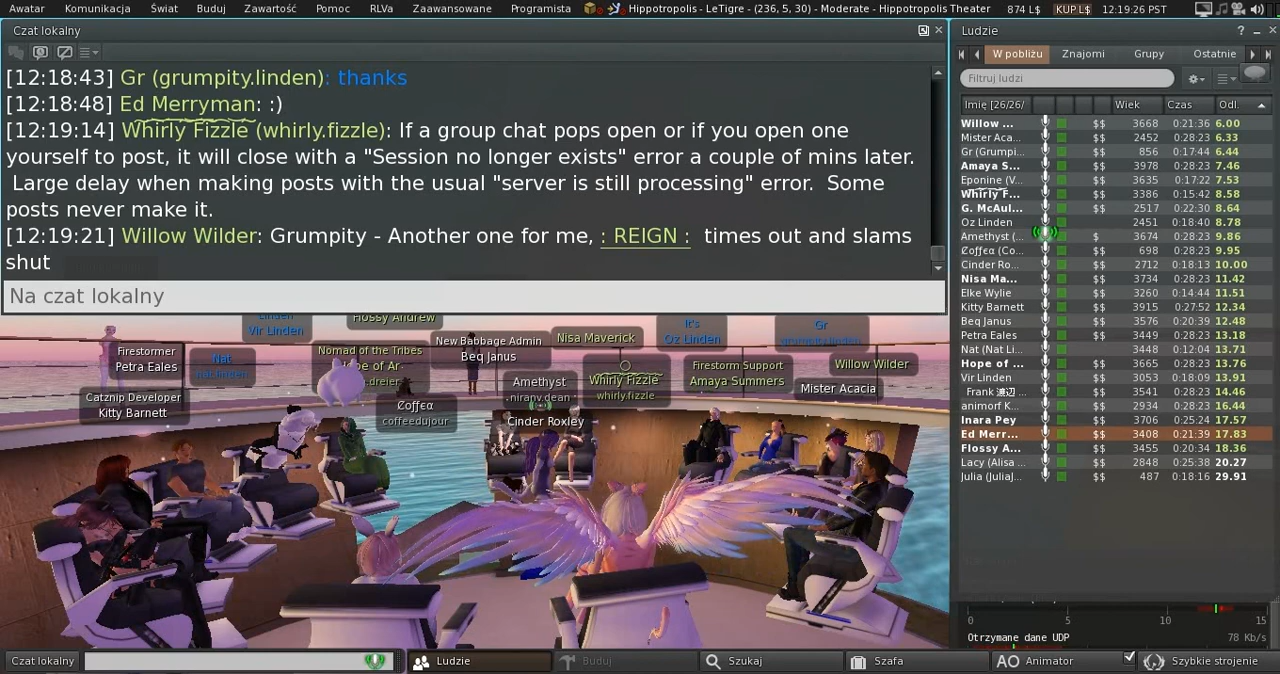 Awatar Komunikacja Świat Buduj Zawartość Pomoc RLVa Zaawansowane Programista Hippotropolis - LeTigre - (236, 5, 30) - Moderate - Hippotropolis Theater 874 L$ KUP L$ 12:19:26 PST
Czat lokalny
[12:18:43] Gr (grumpity.linden): thanks
[12:18:48] Ed Merryman: :)
[12:19:14] Whirly Fizzle (whirly.fizzle): If a group chat pops open or if you open one
yourself to post, it will close with a "Session no longer exists" error a couple of mins later.
Large delay when making posts with the usual "server is still processing" error. Some
posts never make it.
[12:19:21] Willow Wilder: Grumpity - Another one for me, : REIGN : times out and slams
shut
Na czat lokalny
Linden
Vir Linden
Flossy Andrew
New Babbage Admin
Beq Janus
Nisa Maverick
It's
Oz Linden
Gr
grumpity.linden
Firestormer
Petra Eales
Nat
nat.linden
Nomad of the Tribes
Hope of Ar-
.dreier
Amethyst
.nirany.dean
Whirly Fizzle
whirly.fizzle
Firestorm Support
Amaya Summers
Willow Wilder
Mister Acacia
Catznip Developer
Kitty Barnett
Coffee
coffeedujour
Cinder Roxley
Ludzie
? _ ×
W pobliżu Znajomi Grupy Ostatnie
Filtruj ludzi
Imię [26/26/ Wiek Czas Odl.
Willow ... $$ 3668 0:21:36 6.00
Mister Aca... $$ 2452 0:28:23 6.33
Gr (Grumpi... $$ 856 0:17:44 6.44
Amaya S... $$ 3978 0:28:23 7.46
Eponine (V... $$ 3635 0:17:22 7.53
Whirly F... $$ 3386 0:15:42 8.58
G. McAul... $$ 2517 0:22:30 8.64
Oz Linden 2451 0:18:40 8.78
Amethyst (... $ 3674 0:28:23 9.86
Ȼoƒƒєα (Co... $$ 698 0:28:23 9.95
Cinder Ro... 2712 0:18:13 10.00
Nisa Ma... $$ 3734 0:28:23 11.42
Elke Wylie $$ 3260 0:14:44 11.51
Kitty Barnett $$ 3915 0:27:52 12.34
Beq Janus $$ 3576 0:20:39 12.48
Petra Eales $$ 3449 0:28:23 13.18
Nat (Nat Li... 3448 0:12:04 13.71
Hope of ... $$ 3665 0:28:23 13.76
Vir Linden $$ 3053 0:18:09 13.91
Frank 渡辺 ... $$ 3541 0:28:23 14.46
animorf K... $$ 2934 0:28:23 16.44
Inara Pey $$ 3706 0:25:24 17.57
Ed Merr... $$ 3408 0:21:39 17.83
Flossy A... $$ 3455 0:20:34 18.36
Lacy (Alisa ... $$ 2848 0:25:38 20.27
Julia (JuliaJ... $$ 487 0:18:16 29.91
0 5 10 15
Otrzymane dane UDP 78 Kb/s
Czat lokalny Ludzie Buduj Szukaj Szafa AO Animator Szybkie strojenie